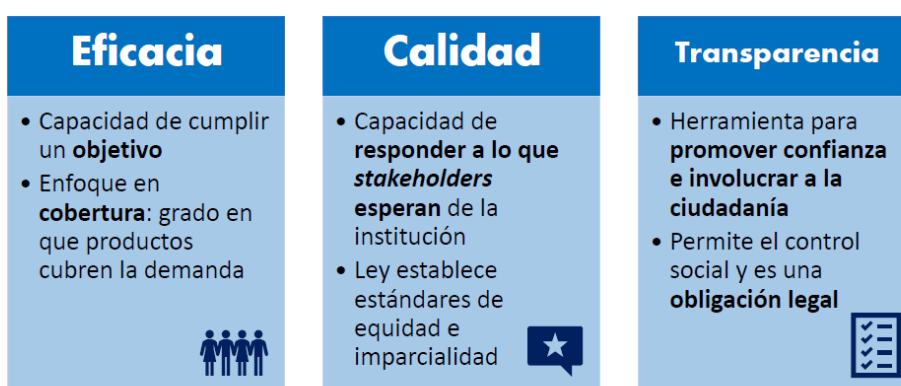 Eficacia
• Capacidad de cumplir
un objetivo
• Enfoque en
cobertura: grado en
que productos
cubren la demanda
Calidad
• Capacidad de
responder a lo que
stakeholders
esperan de la
institución
• Ley establece
estándares de
equidad e
imparcialidad
Transparencia
• Herramienta para
promover confianza
e involucrar a la
ciudadanía
• Permite el control
social y es una
obligación legal